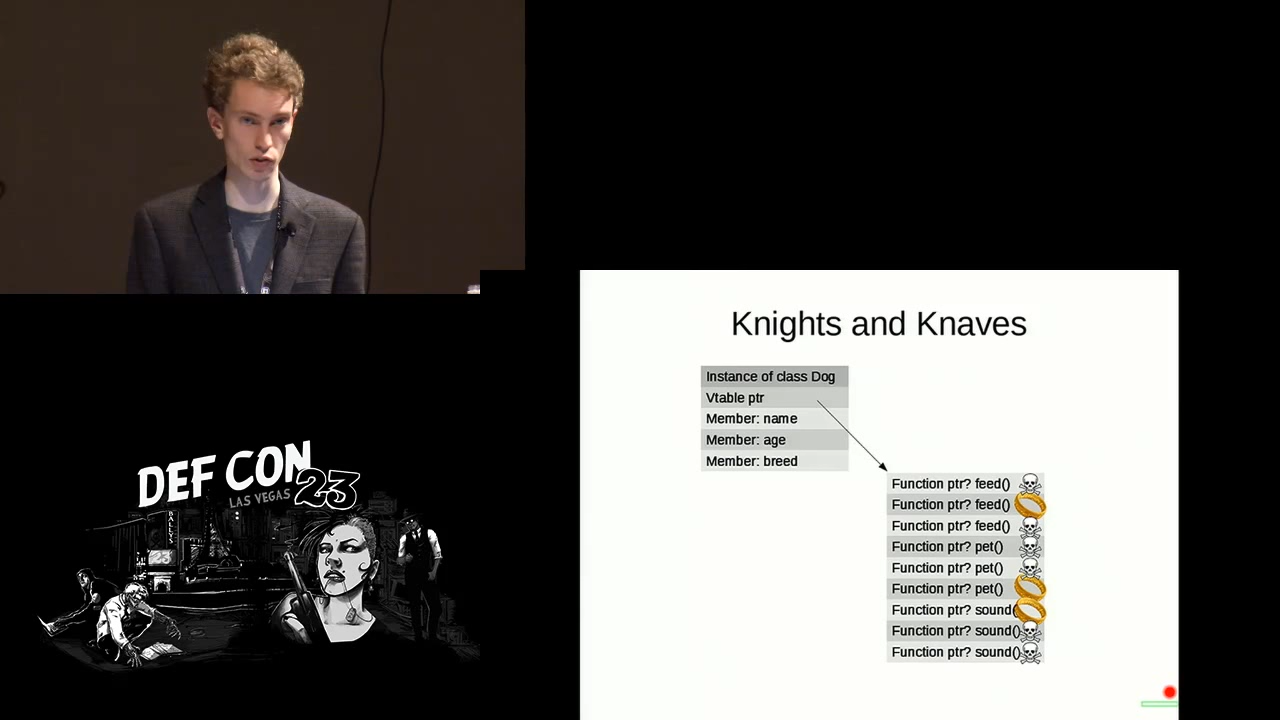 Knights and Knaves
Instance of class Dog
Vtable ptr
Member: name
Member: age
Member: breed
Function ptr? feed()
Function ptr? feed()
Function ptr? feed()
Function ptr? pet()
Function ptr? pet()
Function ptr? pet()
Function ptr? sound(
Function ptr? sound()
Function ptr? sound()
DEF CON
LAS VEGAS 23
BALLYS